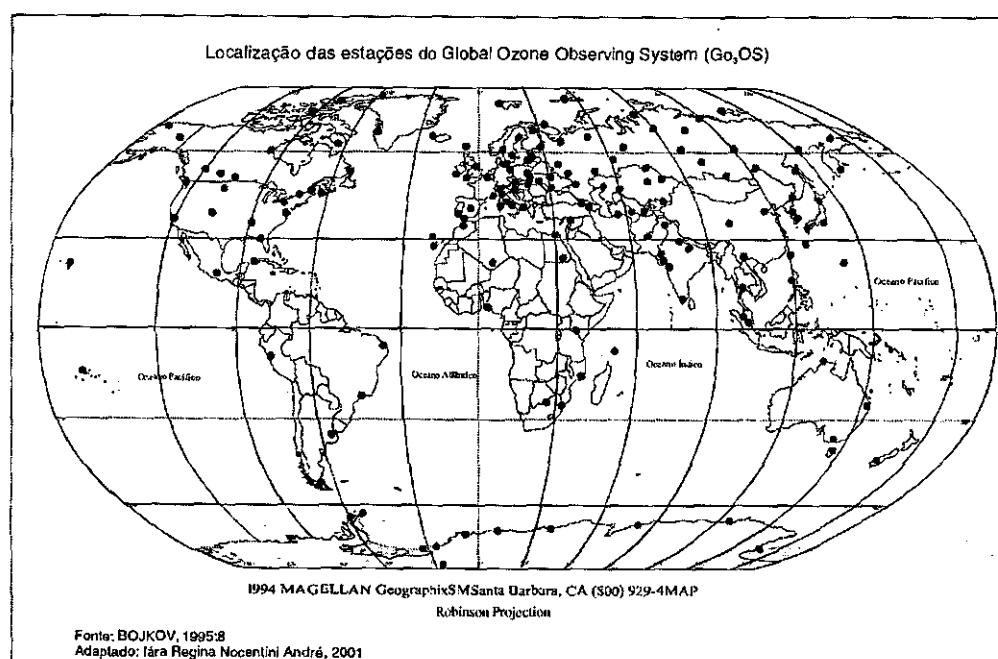 Localização das estações do Global Ozone Observing System (Go₃OS)
Oceano Pacífico
Oceano Pacífico
Oceano Atlântico
Oceano Índico
1994 MAGELLAN GeographixSMSanta Barbara, CA (800) 929-4MAP
Robinson Projection
Fonte: BOJKOV, 1995:8
Adaptado: Iára Regina Nocentini André, 2001